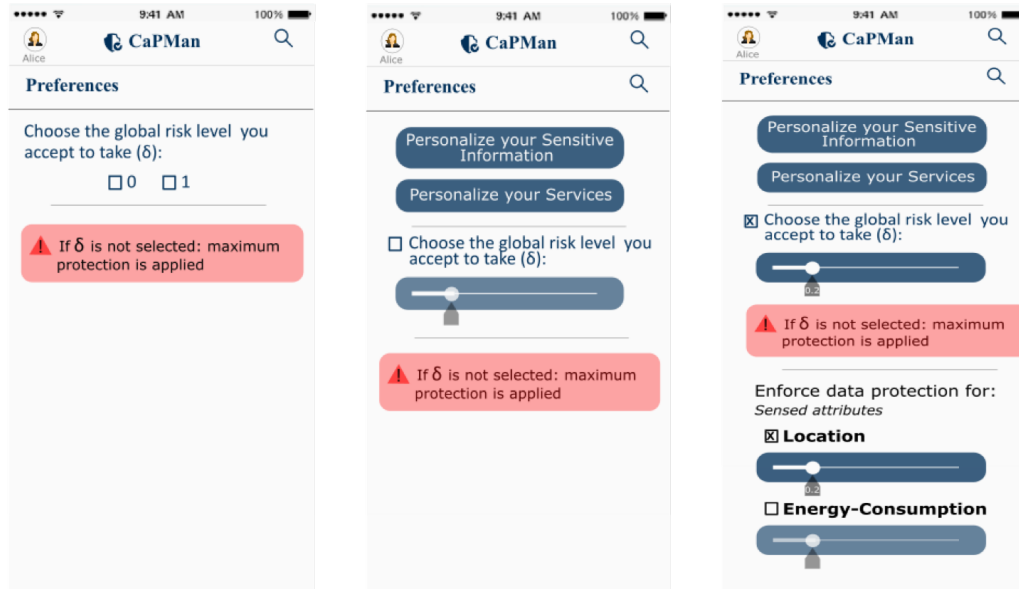 9:41 AM 100%
CaPMan
Alice
Preferences
Choose the global risk level you
accept to take (δ):
0 1
If δ is not selected: maximum
protection is applied
9:41 AM 100%
CaPMan
Alice
Preferences
Personalize your Sensitive
Information
Personalize your Services
Choose the global risk level you
accept to take (δ):
If δ is not selected: maximum
protection is applied
9:41 AM 100%
CaPMan
Alice
Preferences
Personalize your Sensitive
Information
Personalize your Services
Choose the global risk level you
accept to take (δ):
0.2
If δ is not selected: maximum
protection is applied
Enforce data protection for:
Sensed attributes
Location
0.2
Energy-Consumption